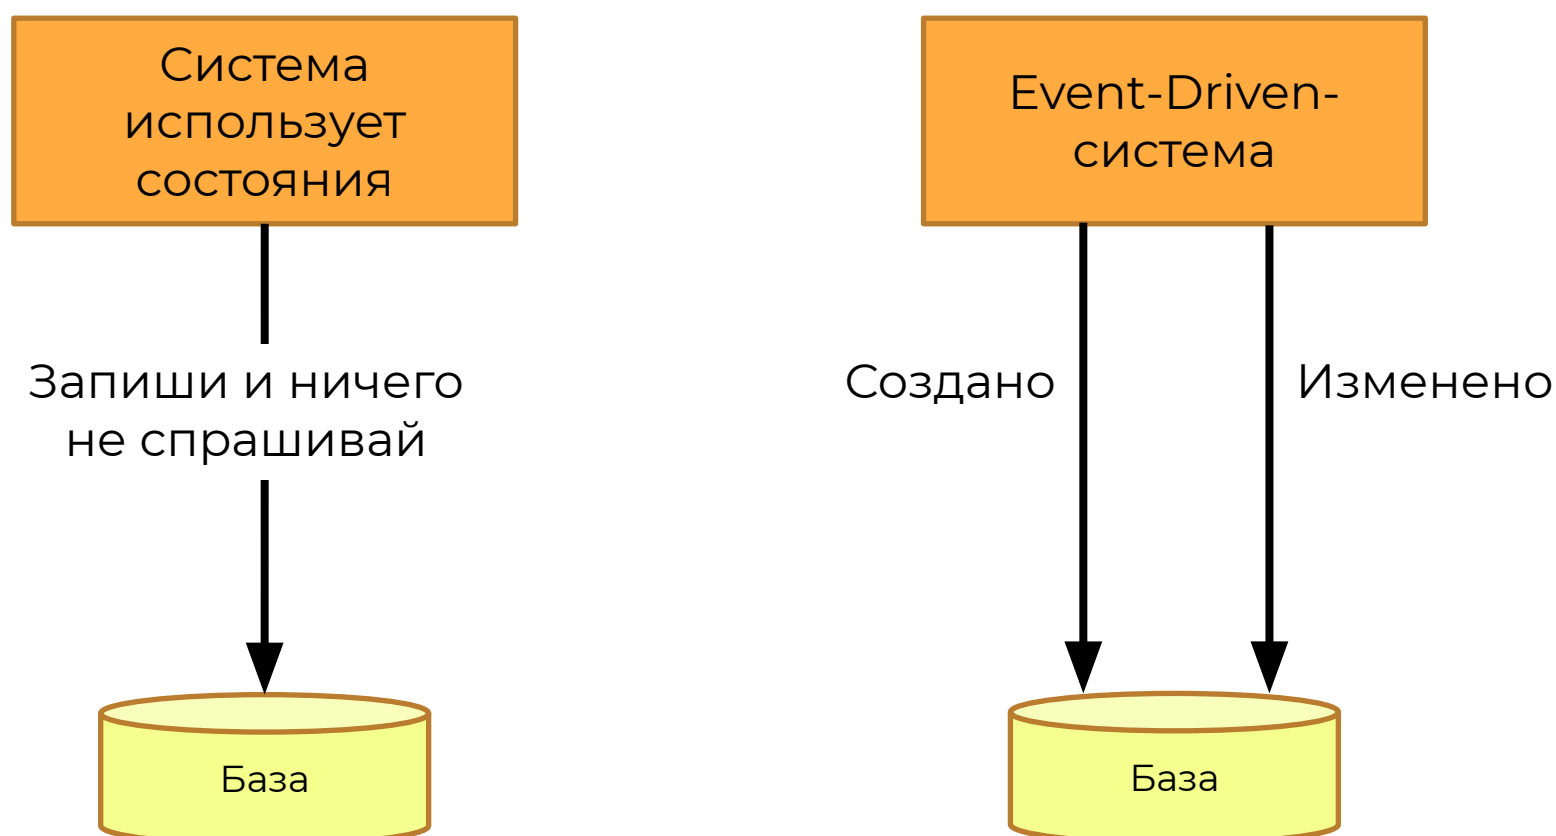 Система
использует
состояния
Запиши и ничего
не спрашивай
База
Event-Driven-
система
Создано
Изменено
База